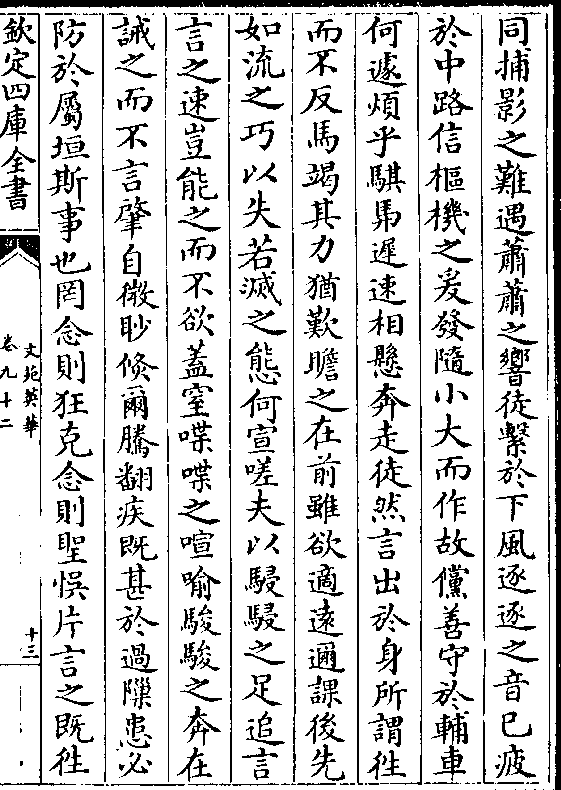 同捕影之難遇蕭蕭之響徒繫於下風逐逐之音已疲
於中路信樞機之爰發隨小大而作故儻善守於輔車
何遽煩乎騏驥遲速相懸奔走徒然言出於身所謂往
而不反馬竭其力猶歎瞻之在前雖欲適遠邇課後先
如流之巧以失若滅之態何宣嗟夫以駸駸之足追言
言之速豈能之而不欲蓋窒喋喋之喧喻駿駿之奔在
誡之而不言肇自微眇倐爾騰翻疾既甚於過隟患必
防於屬垣斯事也罔念則狂克念則聖悞片言之既徃
欽定四庫全書
文苑英華
卷九十二
十三